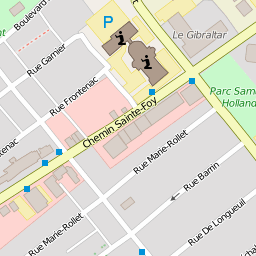 Boulevard
P
Le Gibraltar
Rue Garnier
Rue Frontenac
Parc Sama
Holland
Chemin Sainte-Foy
Rue Marie-Rollet
Rue Barrin
Rue De Longueuil
Rue Marie-Rollet